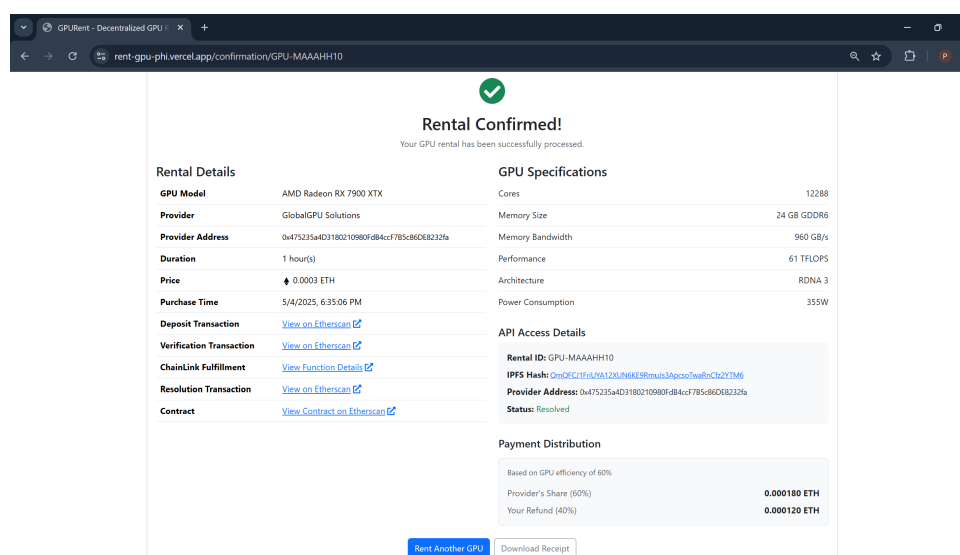 GPURent - Decentralized GPU R
rent-gpu-phi.vercel.app/confirmation/GPU-MAAAHH10
P
Rental Confirmed!
Your GPU rental has been successfully processed.
Rental Details
GPU Model AMD Radeon RX 7900 XTX
Provider GlobalGPU Solutions
Provider Address 0x475235a4D3180210980FdB4ccF7B5c86DE8232fa
Duration 1 hour(s)
Price 0.0003 ETH
Purchase Time 5/4/2025, 6:35:06 PM
Deposit Transaction View on Etherscan
Verification Transaction View on Etherscan
ChainLink Fulfillment View Function Details
Resolution Transaction View on Etherscan
Contract View Contract on Etherscan
GPU Specifications
Cores 12288
Memory Size 24 GB GDDR6
Memory Bandwidth 960 GB/s
Performance 61 TFLOPS
Architecture RDNA 3
Power Consumption 355W
API Access Details
Rental ID: GPU-MAAAHH10
IPFS Hash: QmQFCJ1FriUYA12XUN6KE9RmuJs3ApcsoTwaRnCfz2YTM6
Provider Address: 0x475235a4D3180210980FdB4ccF7B5c86DE8232fa
Status: Resolved
Payment Distribution
Based on GPU efficiency of 60%
Provider's Share (60%) 0.000180 ETH
Your Refund (40%) 0.000120 ETH
Rent Another GPU Download Receipt